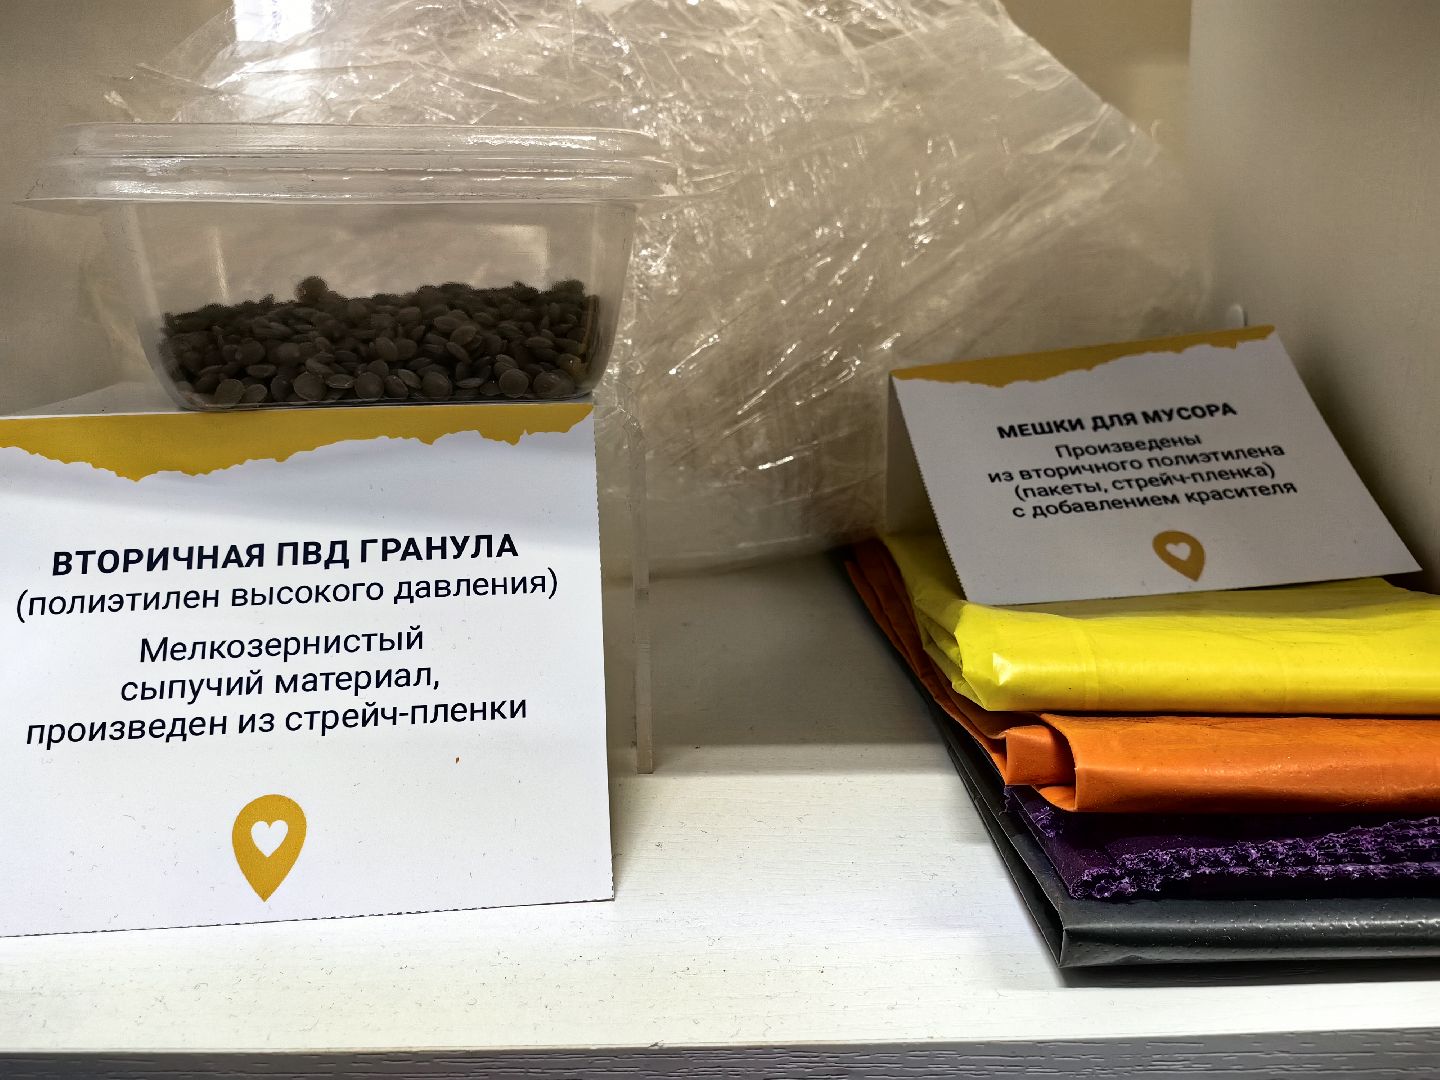 ВТОРИЧНАЯ ПВД ГРАНУЛА
(полиэтилен высокого давления)
Мелкозернистый
сыпучий материал,
произведен из стрейч-пленки
МЕШКИ ДЛЯ МУСОРА
Произведены
из вторичного полиэтилена
(пакеты, стрейч-пленка)
с добавлением красителя